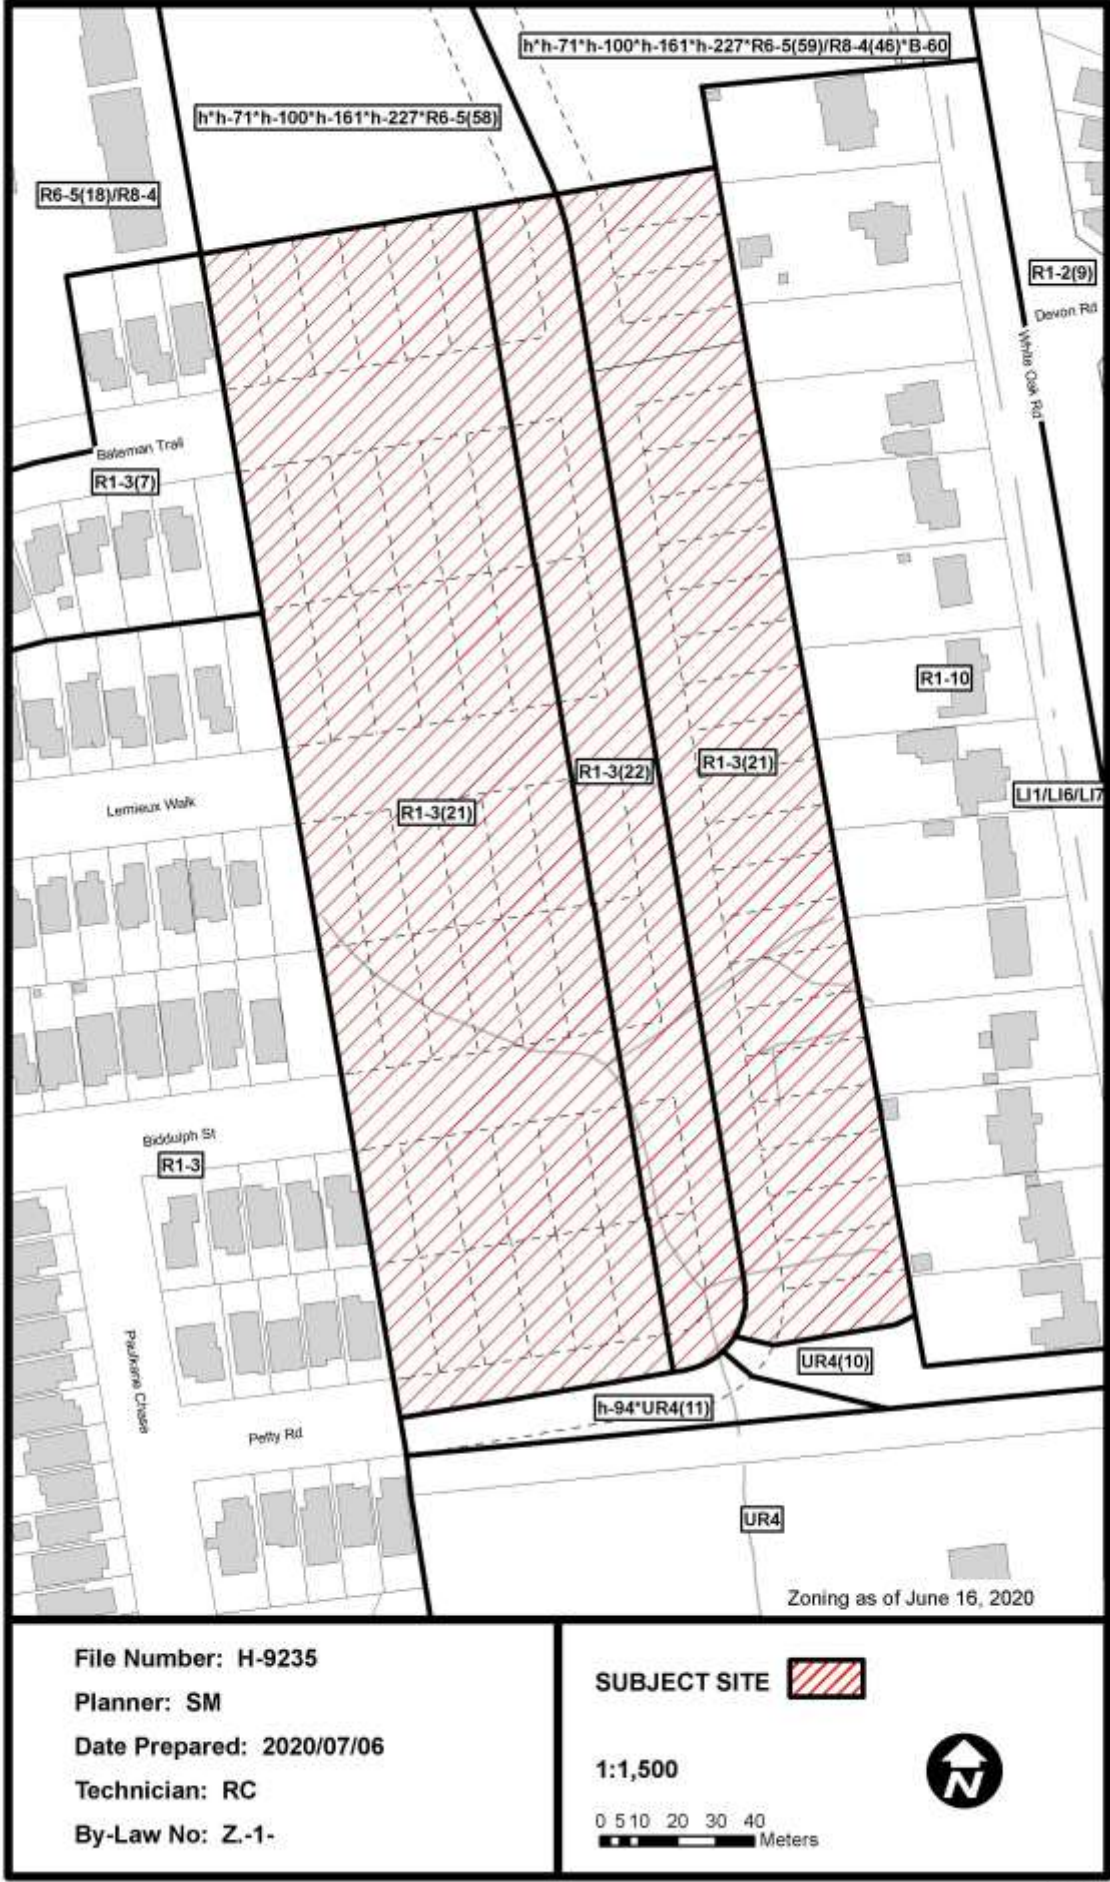 h*h-71*h-100*h-161*h-227*R6-5(59)/R8-4(46)*B-60
h*h-71*h-100*h-161*h-227*R6-5(58)
R6-5(18)/R8-4
R1-2(9)
Devon Rd
White Oak Rd
Bateman Trail
R1-3(7)
R1-10
R1-3(22)
R1-3(21)
R1-3(21)
LI1/LI6/LI7
Lemieux Walk
Biddulph St
R1-3
Paulkane Chase
UR4(10)
h-94*UR4(11)
Petty Rd
UR4
Zoning as of June 16, 2020
File Number: H-9235
Planner: SM
Date Prepared: 2020/07/06
Technician: RC
By-Law No: Z.-1-
SUBJECT SITE
1:1,500
0 5 10 20 30 40
Meters
N